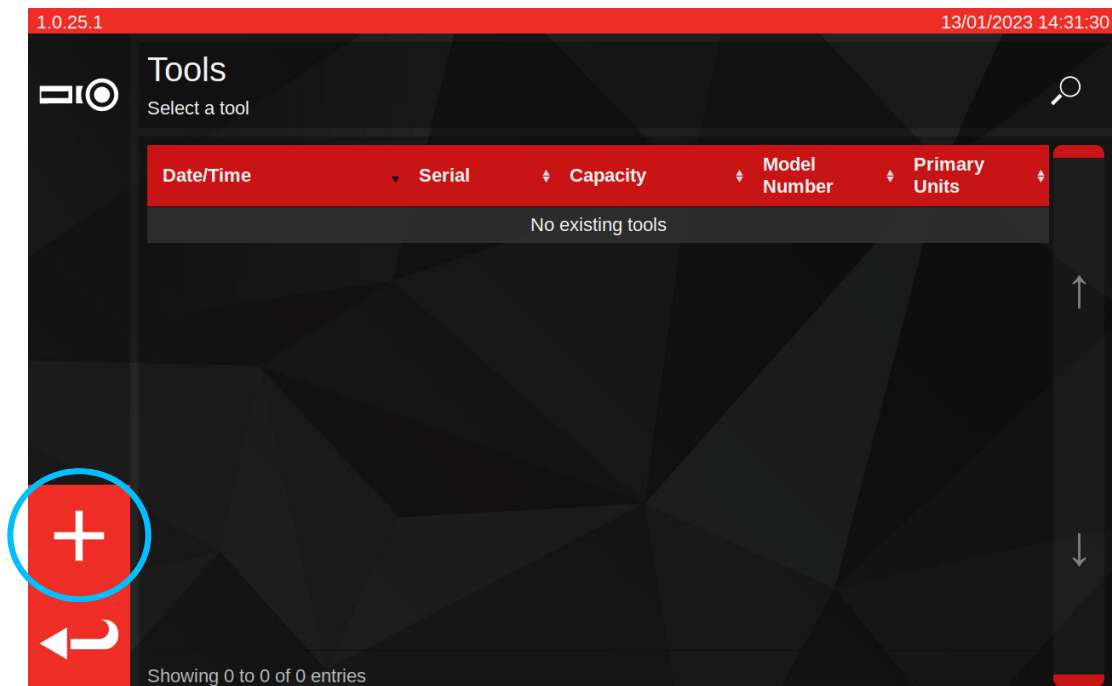 1.0.25.1 13/01/2023 14:31:30
Tools
Select a tool
Date/Time Serial Capacity Model Number Primary Units
No existing tools
Showing 0 to 0 of 0 entries